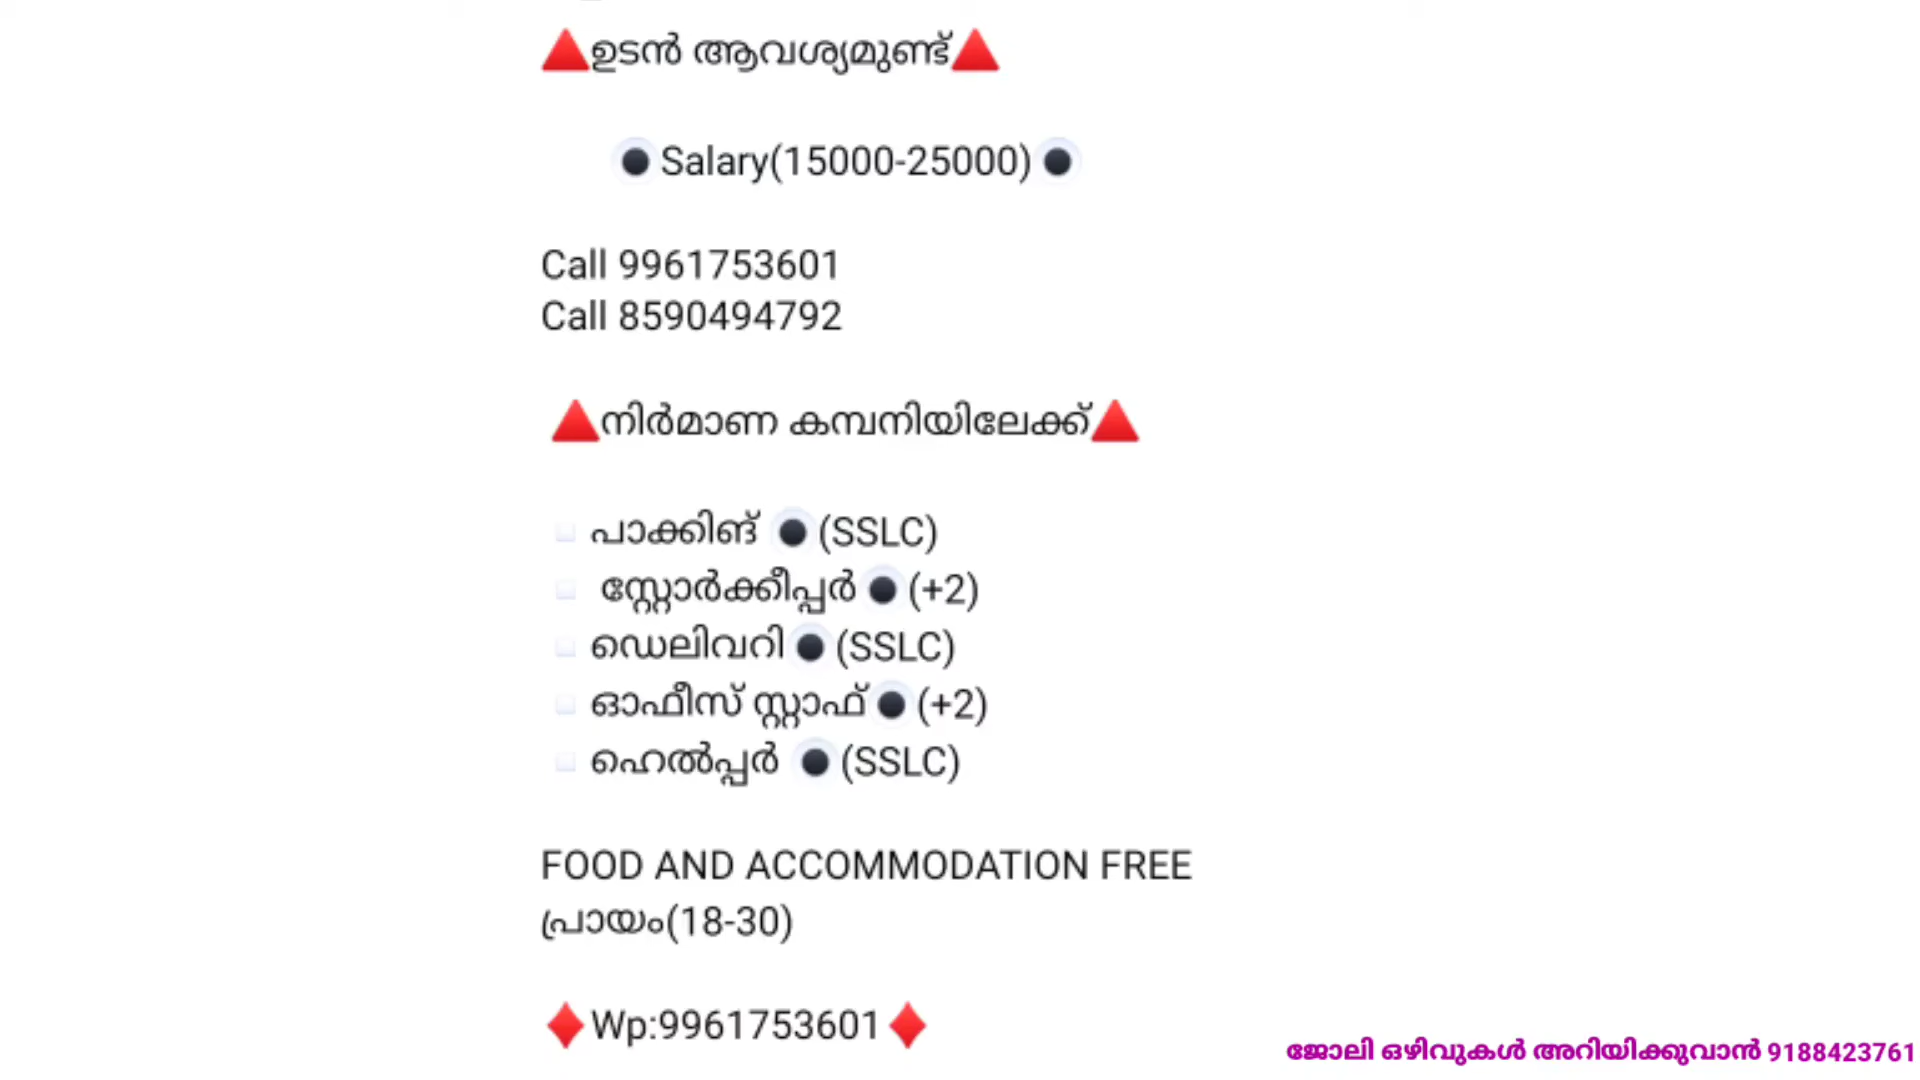 🔺ഉടൻ ആവശ്യമുണ്ട്🔺
⚫Salary(15000-25000)⚫
Call 9961753601
Call 8590494792
🔺നിർമാണ കമ്പനിയിലേക്ക്🔺
▫️പാക്കിങ് ⚫(SSLC)
▫️ സ്റ്റോർക്കീപ്പർ⚫(+2)
▫️ഡെലിവറി⚫(SSLC)
▫️ഓഫീസ് സ്റ്റാഫ്⚫(+2)
▫️ഹെൽപ്പർ ⚫(SSLC)
FOOD AND ACCOMMODATION FREE
പ്രായം(18-30)
♦️Wp:9961753601♦️
ജോലി ഒഴിവുകൾ അറിയിക്കുവാൻ 9188423761